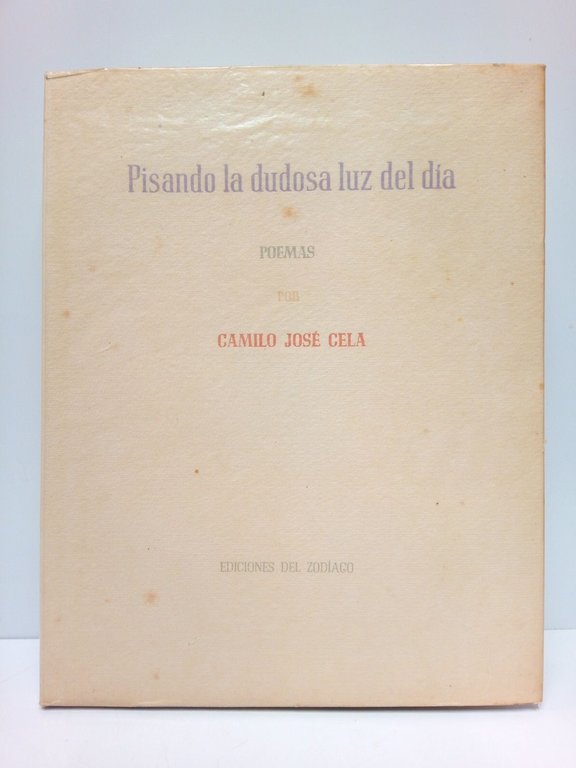 Pisando la dudosa luz del día
POEMAS
POR
CAMILO JOSÉ CELA
EDICIONES DEL ZODÍACO